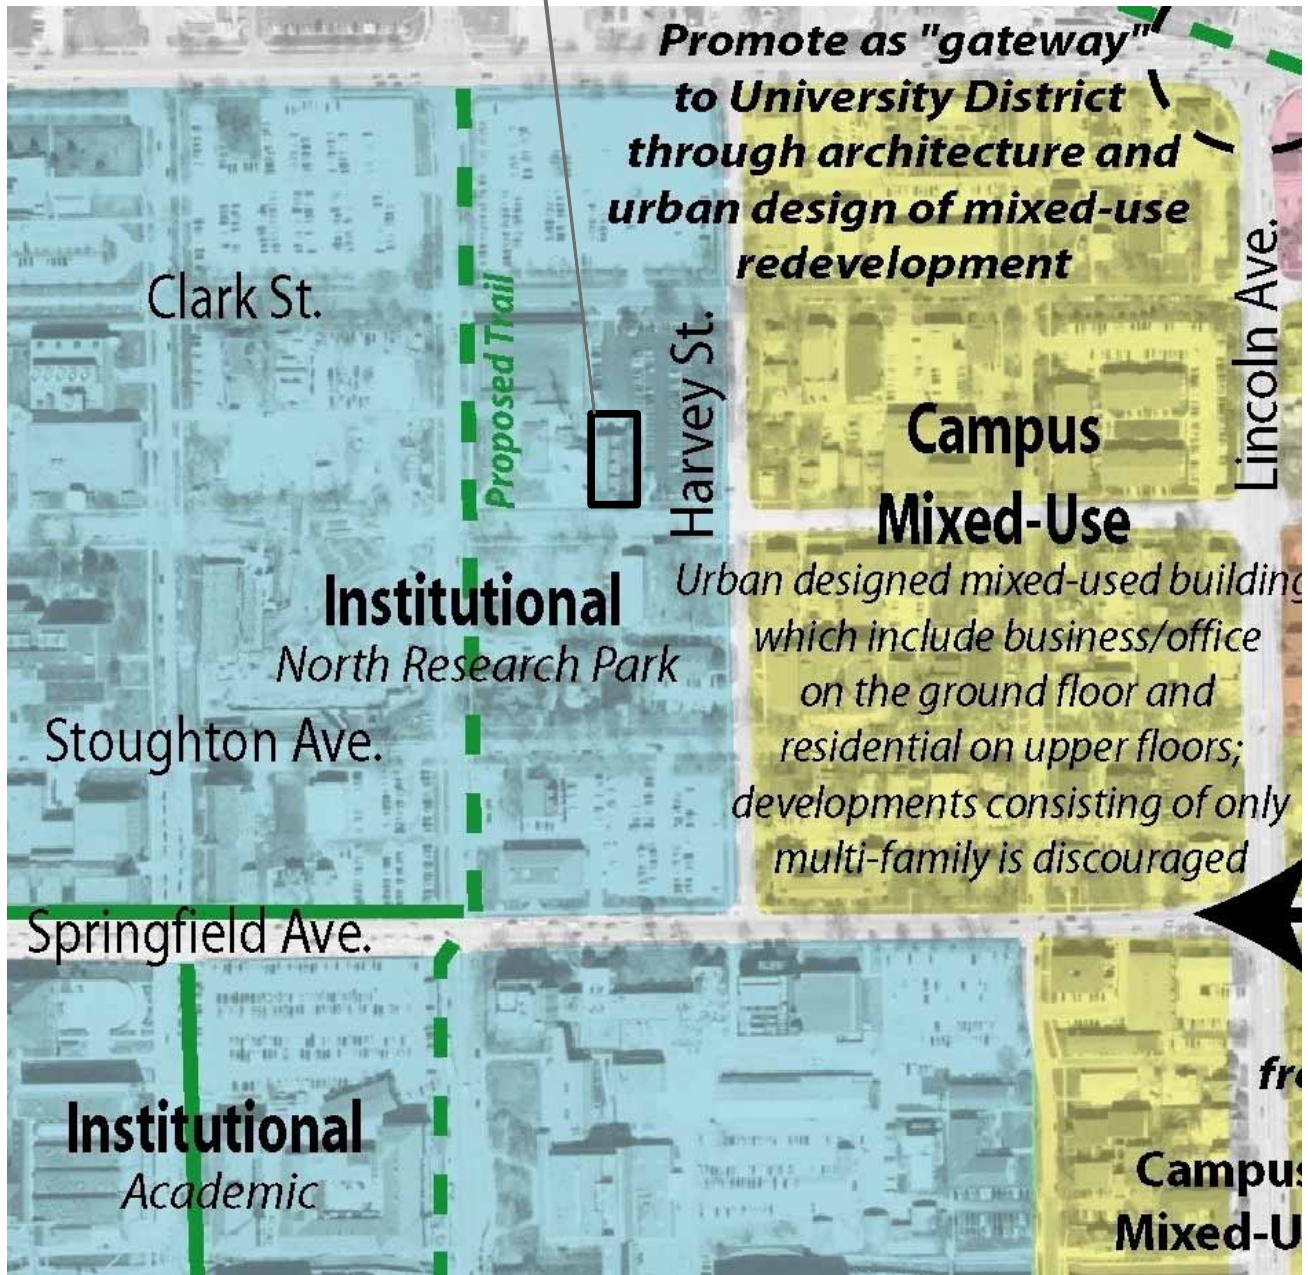 Promote as "gateway"
to University District
through architecture and
urban design of mixed-use
redevelopment
Clark St.
Proposed Trail
Harvey St.
Lincoln Ave.
Campus
Mixed-Use
Urban designed mixed-used building
which include business/office
on the ground floor and
residential on upper floors;
developments consisting of only
multi-family is discouraged
Institutional
North Research Park
Stoughton Ave.
Springfield Ave.
Institutional
Academic
Campus
Mixed-U